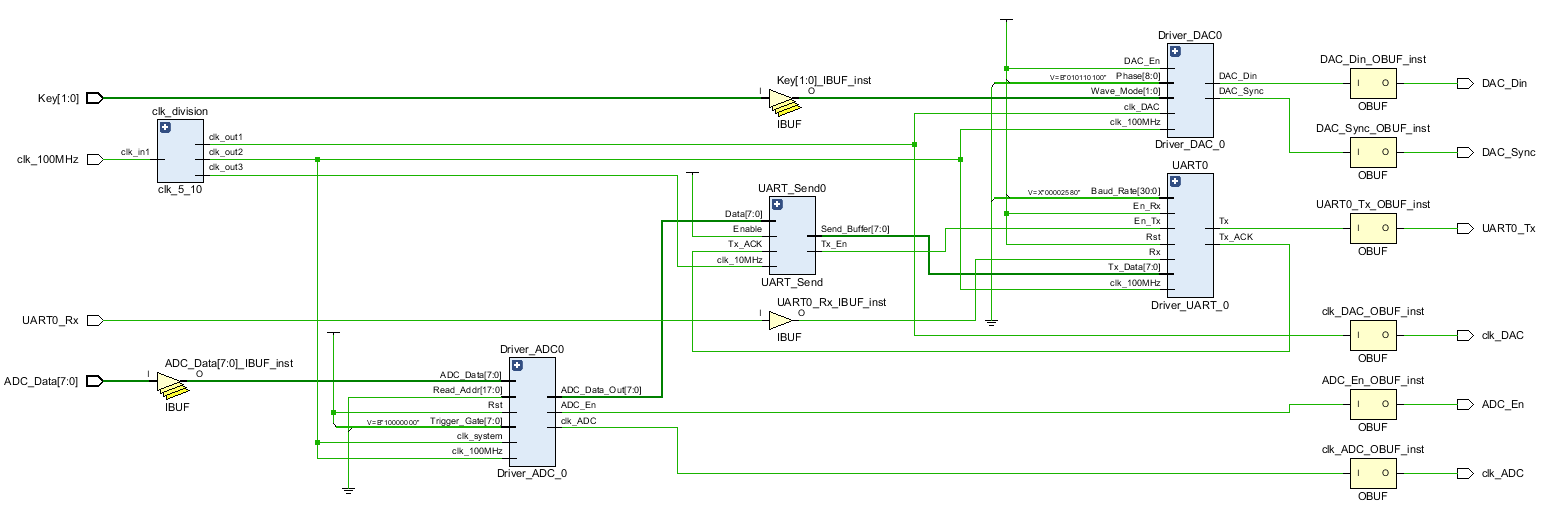 Key[1:0]
clk_100MHz
UART0_Rx
ADC_Data[7:0]
clk_division
clk_in1
clk_out1
clk_out2
clk_out3
clk_5_10
Key[1:0]_IBUF_inst
I
O
IBUF
UART_Send0
Data[7:0]
Enable
Tx_ACK
clk_10MHz
Send_Buffer[7:0]
Tx_En
UART_Send
UART0_Rx_IBUF_inst
I
O
IBUF
ADC_Data[7:0]_IBUF_inst
I
O
IBUF
Driver_ADC0
ADC_Data[7:0]
Read_Addr[17:0]
Rst
V=B"10000000" Trigger_Gate[7:0]
clk_system
clk_100MHz
ADC_Data_Out[7:0]
ADC_En
clk_ADC
Driver_ADC_0
Driver_DAC0
DAC_En
V=B"010110100" Phase[8:0]
Wave_Mode[1:0]
clk_DAC
clk_100MHz
DAC_Din
DAC_Sync
Driver_DAC_0
UART0
V=X"00002580" Baud_Rate[30:0]
En_Rx
En_Tx
Rst
Rx
Tx_Data[7:0]
clk_100MHz
Tx
Tx_ACK
Driver_UART_0
DAC_Din_OBUF_inst
I O
OBUF
DAC_Din
DAC_Sync_OBUF_inst
I O
OBUF
DAC_Sync
UART0_Tx_OBUF_inst
I O
OBUF
UART0_Tx
clk_DAC_OBUF_inst
I O
OBUF
clk_DAC
ADC_En_OBUF_inst
I O
OBUF
ADC_En
clk_ADC_OBUF_inst
I O
OBUF
clk_ADC